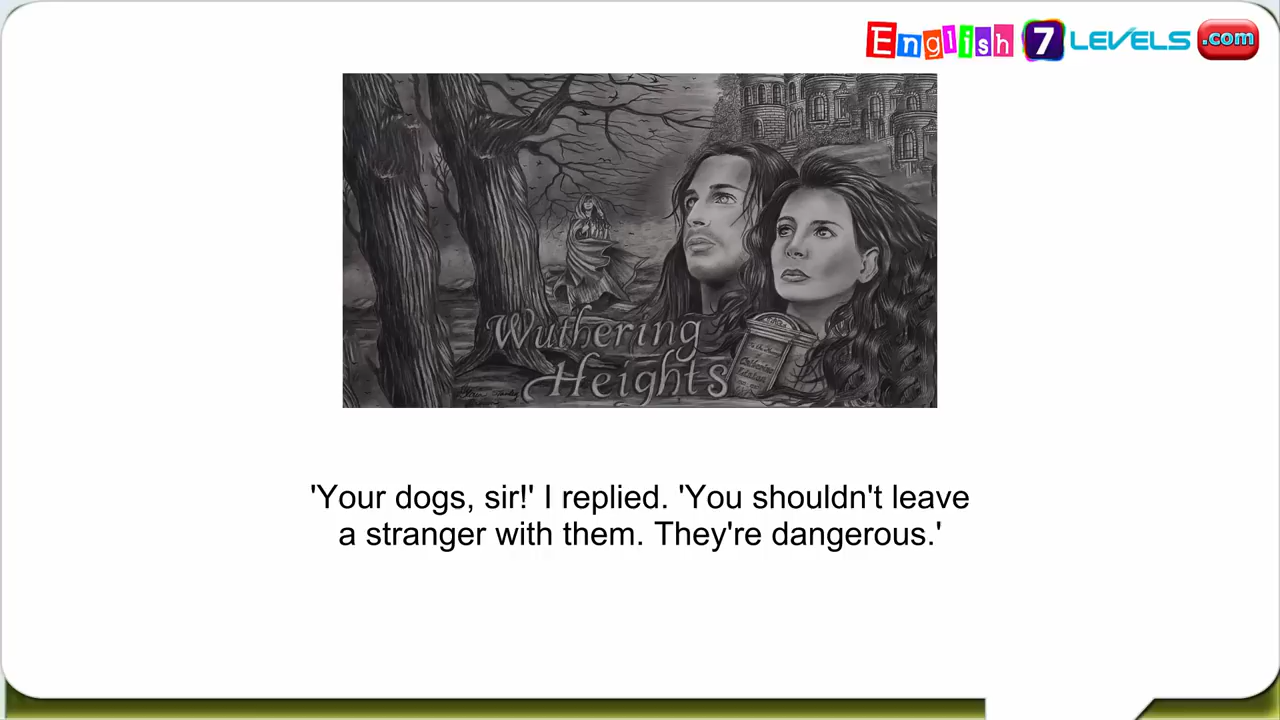 English 7 LEVELS .com
Wuthering
Heights
'Your dogs, sir!' I replied. 'You shouldn't leave
a stranger with them. They're dangerous.'